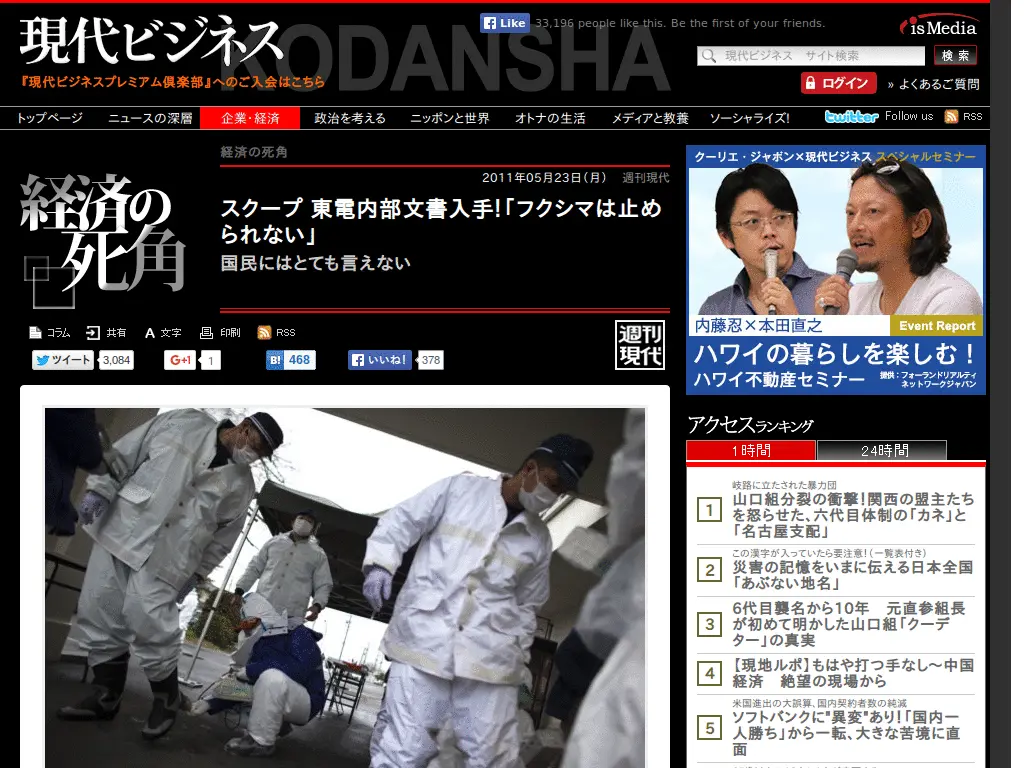 現代ビジネス
KODANSHA
Like 33,196 people like this. Be the first of your friends.
isMedia
『現代ビジネスプレミアム倶楽部』へのご入会はこちら
現代ビジネス サイト検索
検索
ログイン
» よくあるご質問
トップページ ニュースの深層 企業・経済 政治を考える ニッポンと世界 オトナの生活 メディアと教養 ソーシャライズ! twitter Follow us RSS
経済の死角
経済の死角
2011年05月23日(月) 週刊現代
スクープ 東電内部文書入手!「フクシマは止め
られない」
国民にはとても言えない
コラム 共有 A 文字 印刷 RSS
週刊現代
ツイート 3,084 G+1 1 B! 468 いいね! 378
クーリエ・ジャポン×現代ビジネス スペシャルセミナー
内藤忍×本田直之
Event Report
ハワイの暮らしを楽しむ!
ハワイ不動産セミナー
提供:フォーランドリアルティ
ネットワークジャパン
アクセスランキング
1時間 24時間
岐路に立たされた暴力団
1 山口組分裂の衝撃!関西の盟主たち
を怒らせた、六代目体制の「カネ」と
「名古屋支配」
この漢字が入っていたら要注意!(一覧表付き)
2 災害の記憶をいまに伝える日本全国
「あぶない地名」
3 6代目襲名から10年 元直参組長
が初めて明かした山口組「クーデ
ター」の真実
4 【現地ルポ】もはや打つ手なし~中国
経済 絶望の現場から
米国進出の大誤算、国内契約者数の純減
5 ソフトバンクに"異変"あり!「国内一
人勝ち」から一転、大きな苦境に直
面